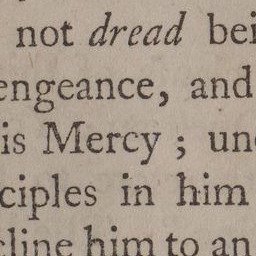 not dread bei
engeance, and
is Mercy ; un
ciples in him
cline him to an